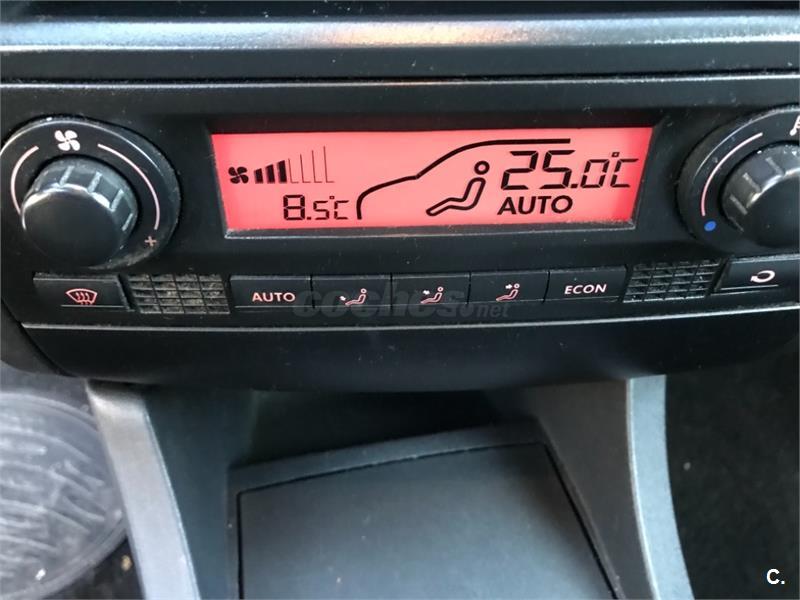 25.0°C
8.5°C
AUTO
+
AUTO
ECON
coches.net
C.